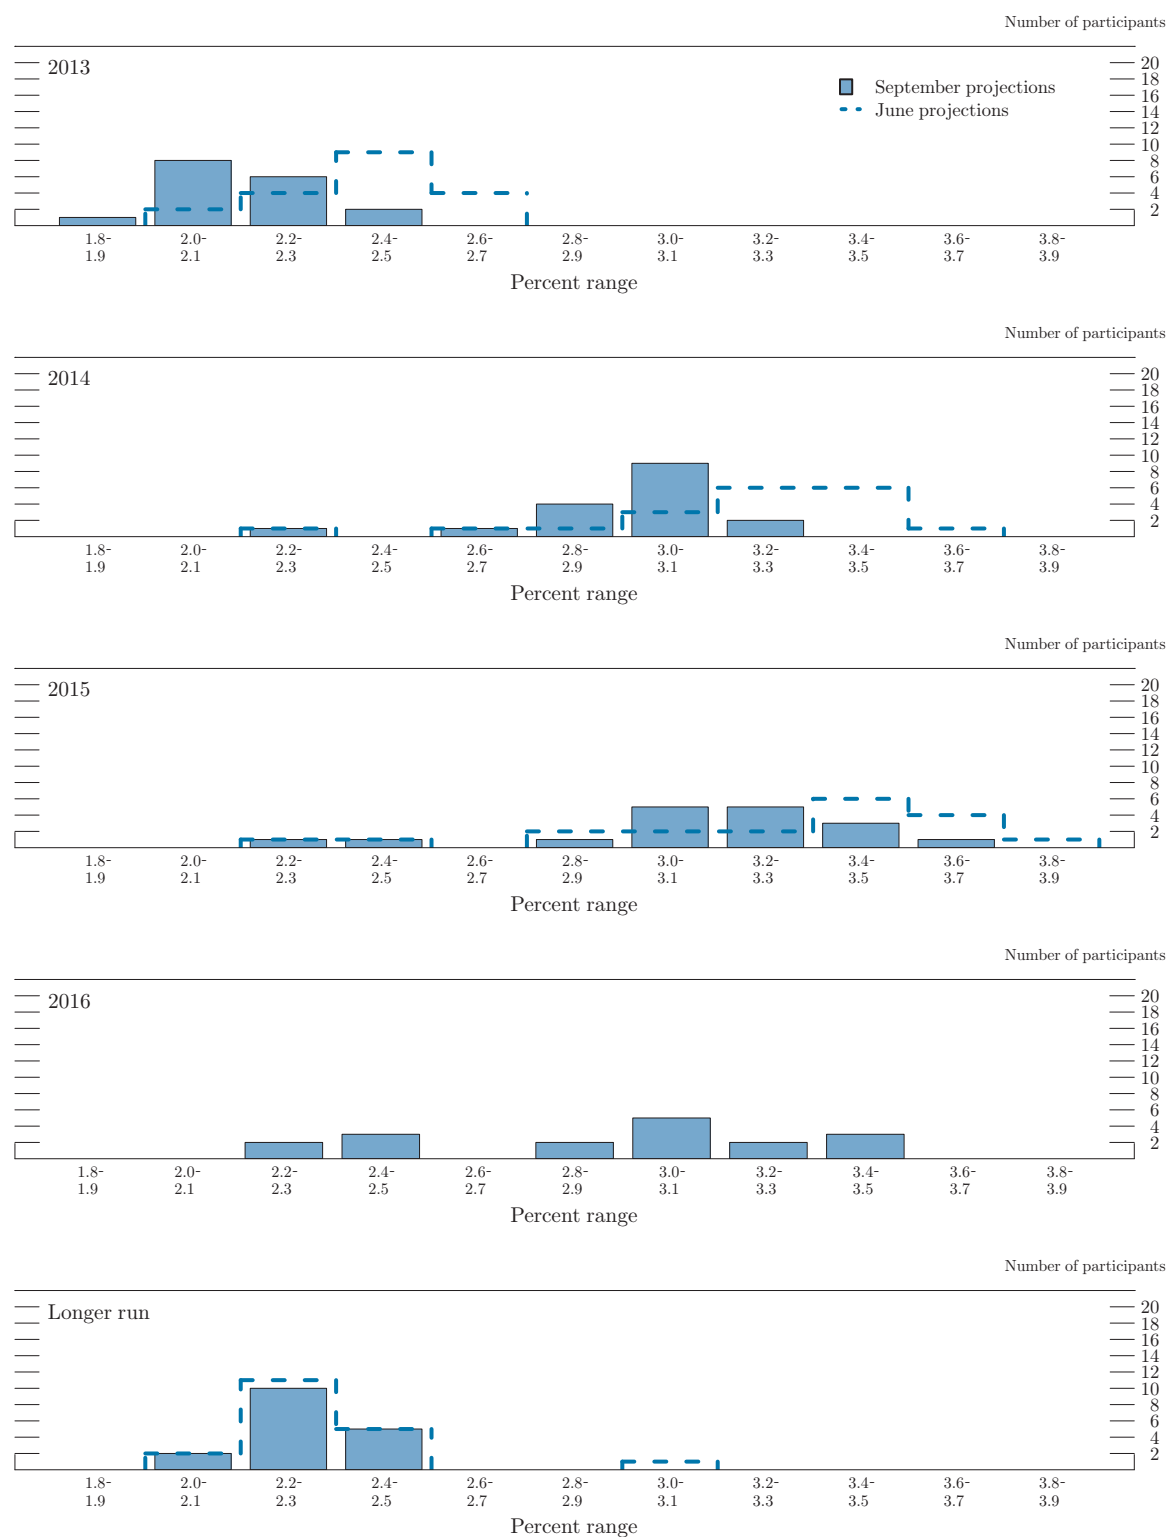 Number of participants
2013
20
18
16
14
12
10
8
6
4
2
September projections
June projections
1.8- 2.0- 2.2- 2.4- 2.6- 2.8- 3.0- 3.2- 3.4- 3.6- 3.8-
1.9 2.1 2.3 2.5 2.7 2.9 3.1 3.3 3.5 3.7 3.9
Percent range
Number of participants
2014
20
18
16
14
12
10
8
6
4
2
1.8- 2.0- 2.2- 2.4- 2.6- 2.8- 3.0- 3.2- 3.4- 3.6- 3.8-
1.9 2.1 2.3 2.5 2.7 2.9 3.1 3.3 3.5 3.7 3.9
Percent range
Number of participants
2015
20
18
16
14
12
10
8
6
4
2
1.8- 2.0- 2.2- 2.4- 2.6- 2.8- 3.0- 3.2- 3.4- 3.6- 3.8-
1.9 2.1 2.3 2.5 2.7 2.9 3.1 3.3 3.5 3.7 3.9
Percent range
Number of participants
2016
20
18
16
14
12
10
8
6
4
2
1.8- 2.0- 2.2- 2.4- 2.6- 2.8- 3.0- 3.2- 3.4- 3.6- 3.8-
1.9 2.1 2.3 2.5 2.7 2.9 3.1 3.3 3.5 3.7 3.9
Percent range
Number of participants
Longer run
20
18
16
14
12
10
8
6
4
2
1.8- 2.0- 2.2- 2.4- 2.6- 2.8- 3.0- 3.2- 3.4- 3.6- 3.8-
1.9 2.1 2.3 2.5 2.7 2.9 3.1 3.3 3.5 3.7 3.9
Percent range